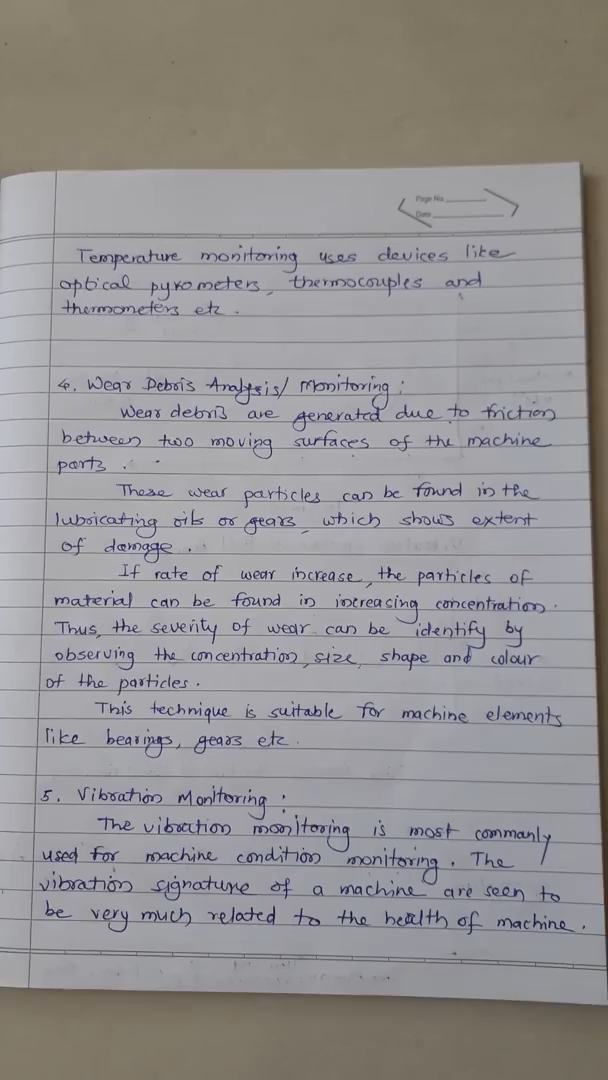 Page No.
Date
Temperature monitoring uses devices like
optical pyrometers, thermocouples and
thermometers etc.
4. Wear Debris Analysis/ Monitoring :
Wear debris are generated due to friction
between two moving surfaces of the machine
parts.
These wear particles can be found in the
lubricating oils or gears, which shows extent
of damage.
If rate of wear increase, the particles of
material can be found in increasing concentration.
Thus, the severity of wear can be identify by
observing the concentration, size, shape and colour
of the particles.
This technique is suitable for machine elements
like bearings, gears etc.
5. Vibration Monitoring :
The vibration monitoring is most commanly
used for machine condition monitoring. The
vibration signature of a machine are seen to
be very much related to the health of machine.